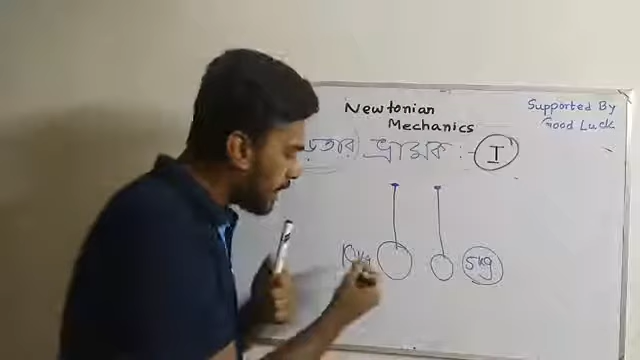 Newtonian
Mechanics
Supported By
Good Luck
ভ্রামক :- I
5kg